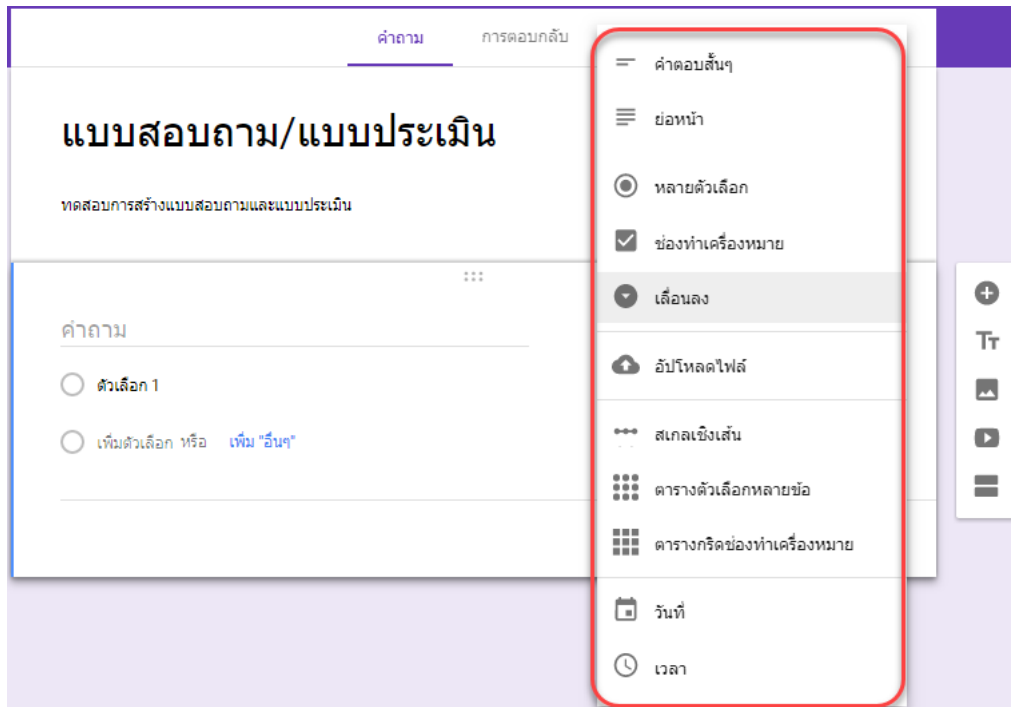 คำถาม การตอบกลับ
แบบสอบถาม/แบบประเมิน
ทดสอบการสร้างแบบสอบถามและแบบประเมิน
คำถาม
ตัวเลือก 1
เพิ่มตัวเลือก หรือ เพิ่ม "อื่นๆ"
คำตอบสั้นๆ
ย่อหน้า
หลายตัวเลือก
ช่องทำเครื่องหมาย
เลื่อนลง
อัปโหลดไฟล์
สเกลเชิงเส้น
ตารางตัวเลือกหลายข้อ
ตารางกริดช่องทำเครื่องหมาย
วันที่
เวลา
Tт